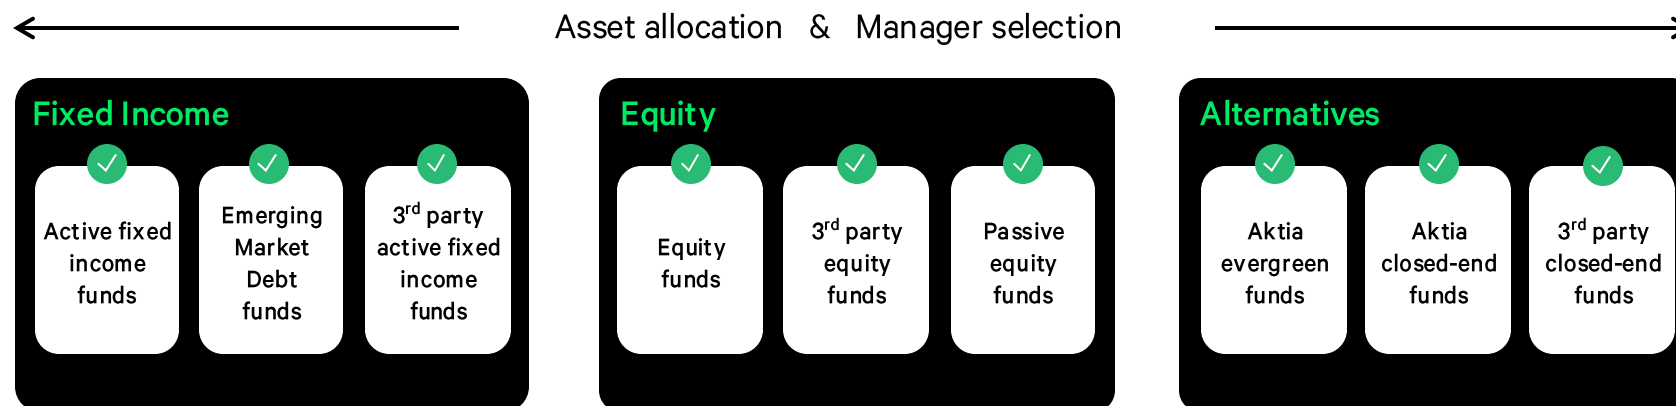 Asset allocation & Manager selection
Fixed Income
Active fixed
income
funds
Emerging
Market
Debt
funds
3rd party
active fixed
income
funds
Equity
Equity
funds
3rd party
equity
funds
Passive
equity
funds
Alternatives
Aktia
evergreen
funds
Aktia
closed-end
funds
3rd party
closed-end
funds